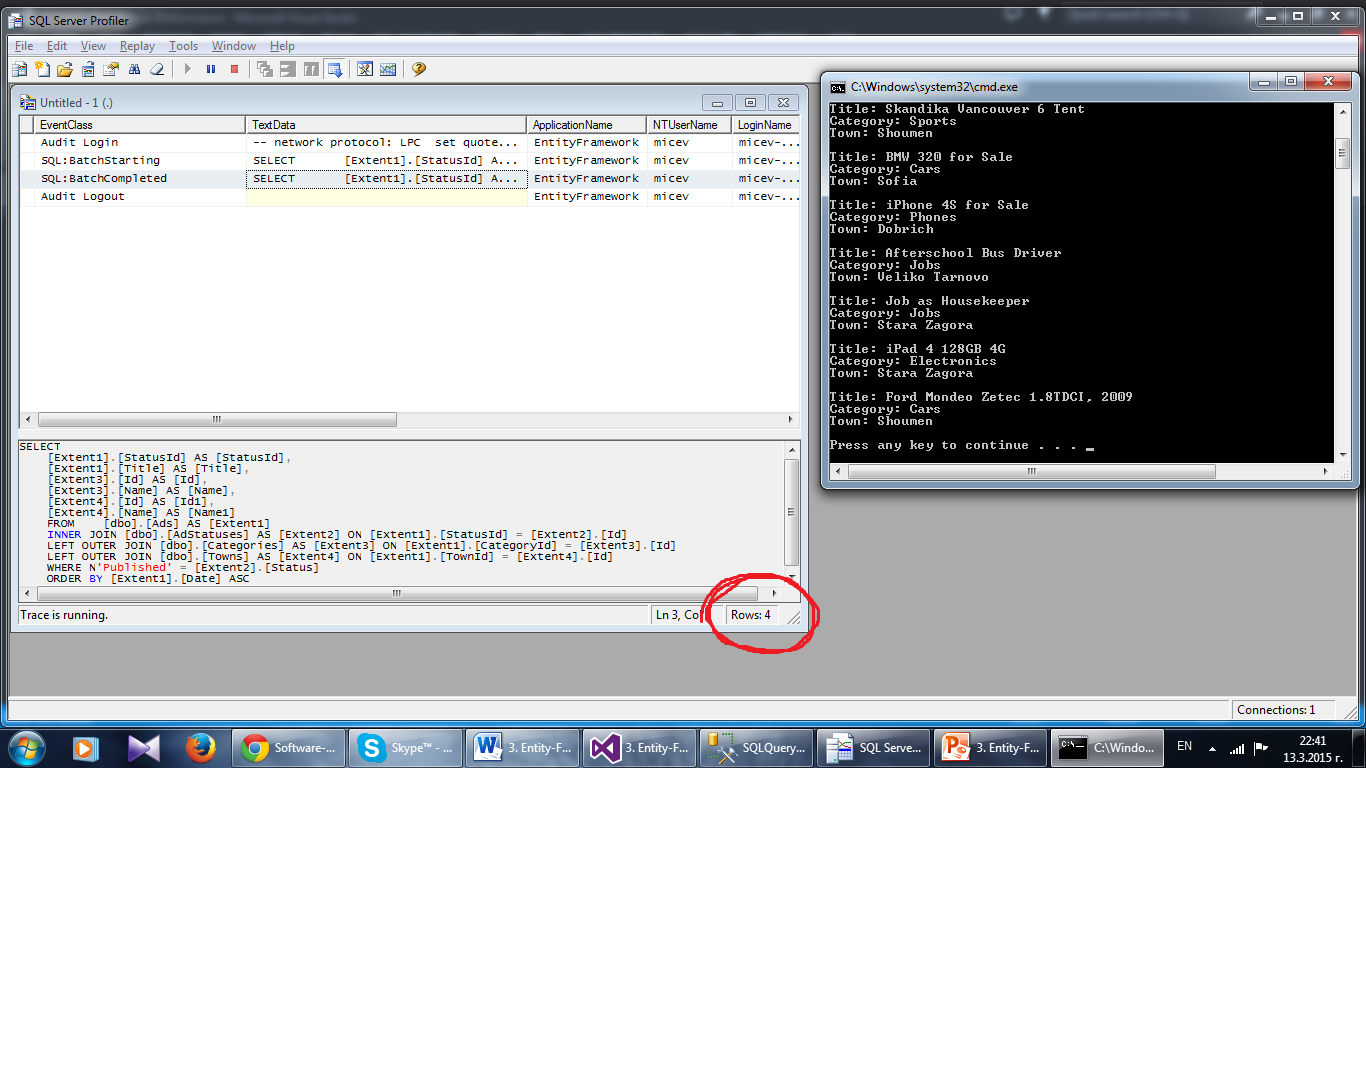 SQL Server Profiler
File Edit View Replay Tools Window Help
Untitled - 1 (.)
EventClass TextData ApplicationName NTUserName LoginName
Audit Login -- network protocol: LPC set quote... EntityFramework micev micev-...
SQL:BatchStarting SELECT [Extent1].[StatusId] A... EntityFramework micev micev-...
SQL:BatchCompleted SELECT [Extent1].[StatusId] A... EntityFramework micev micev-...
Audit Logout EntityFramework micev micev-...
SELECT
[Extent1].[StatusId] AS [StatusId],
[Extent1].[Title] AS [Title],
[Extent3].[Id] AS [Id],
[Extent3].[Name] AS [Name],
[Extent4].[Id] AS [Id1],
[Extent4].[Name] AS [Name1]
FROM [dbo].[Ads] AS [Extent1]
INNER JOIN [dbo].[AdStatuses] AS [Extent2] ON [Extent1].[StatusId] = [Extent2].[Id]
LEFT OUTER JOIN [dbo].[Categories] AS [Extent3] ON [Extent1].[CategoryId] = [Extent3].[Id]
LEFT OUTER JOIN [dbo].[Towns] AS [Extent4] ON [Extent1].[TownId] = [Extent4].[Id]
WHERE N'Published' = [Extent2].[Status]
ORDER BY [Extent1].[Date] ASC
Trace is running. Ln 3, Rows: 4
C:\Windows\system32\cmd.exe
Title: Skandika Vancouver 6 Tent
Category: Sports
Town: Shoumen
Title: BMW 320 for Sale
Category: Cars
Town: Sofia
Title: iPhone 4S for Sale
Category: Phones
Town: Dobrich
Title: Afterschool Bus Driver
Category: Jobs
Town: Veliko Tarnovo
Title: Job as Housekeeper
Category: Jobs
Town: Stara Zagora
Title: iPad 4 128GB 4G
Category: Electronics
Town: Stara Zagora
Title: Ford Mondeo Zetec 1.8TDCI, 2009
Category: Cars
Town: Shoumen
Press any key to continue . . . _
Connections: 1
Software-... Skype™ - ... 3. Entity-F... 3. Entity-F... SQLQuery... SQL Serve... 3. Entity-F... C:\Windo... EN 22:41
13.3.2015 г.